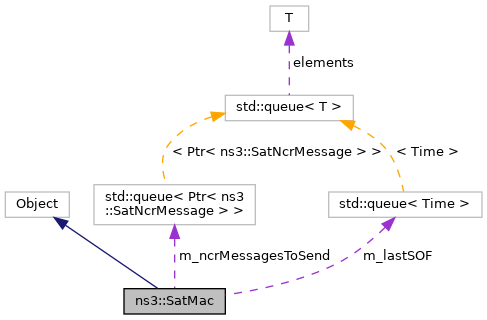 T
elements
std::queue< T >
< Ptr< ns3::SatNcrMessage > >
< Time >
std::queue< Ptr< ns3
::SatNcrMessage > >
Object
std::queue< Time >
m_ncrMessagesToSend
m_lastSOF
ns3::SatMac